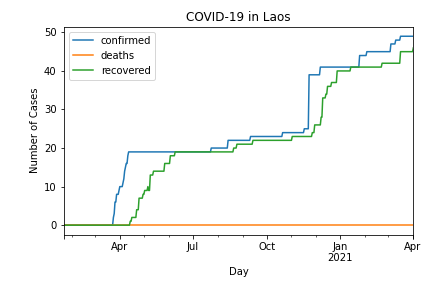 COVID-19 in Laos
confirmed
deaths
recovered
Number of Cases
50
40
30
20
10
0
Apr
Jul
Oct
Jan
2021
Apr
Day